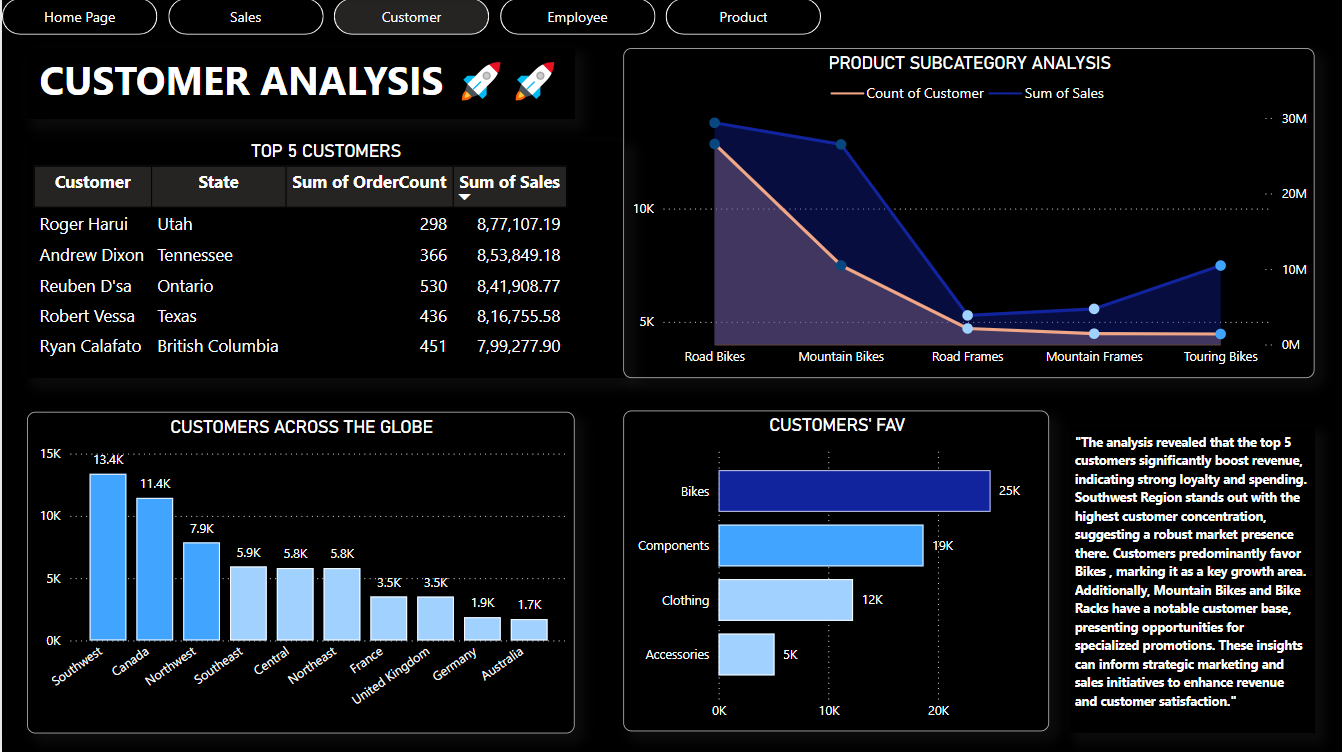 Home Page
Sales
Customer
Employee
Product
CUSTOMER ANALYSIS 🚀 🚀
TOP 5 CUSTOMERS
Customer State Sum of OrderCount Sum of Sales
Roger Harui Utah 298 8,77,107.19
Andrew Dixon Tennessee 366 8,53,849.18
Reuben D'sa Ontario 530 8,41,908.77
Robert Vessa Texas 436 8,16,755.58
Ryan Calafato British Columbia 451 7,99,277.90
PRODUCT SUBCATEGORY ANALYSIS
Count of Customer Sum of Sales
30M
20M
10K
10M
5K
0M
Road Bikes Mountain Bikes Road Frames Mountain Frames Touring Bikes
CUSTOMERS ACROSS THE GLOBE
15K
10K
5K
0K
13.4K
11.4K
7.9K
5.9K
5.8K
5.8K
3.5K
3.5K
1.9K
1.7K
Southwest
Canada
Northwest
Southeast
Central
Northeast
France
United Kingdom
Germany
Australia
CUSTOMERS' FAV
Bikes 25K
Components 19K
Clothing 12K
Accessories 5K
0K 10K 20K
"The analysis revealed that the top 5
customers significantly boost revenue,
indicating strong loyalty and spending.
Southwest Region stands out with the
highest customer concentration,
suggesting a robust market presence
there. Customers predominantly favor
Bikes , marking it as a key growth area.
Additionally, Mountain Bikes and Bike
Racks have a notable customer base,
presenting opportunities for
specialized promotions. These insights
can inform strategic marketing and
sales initiatives to enhance revenue
and customer satisfaction."